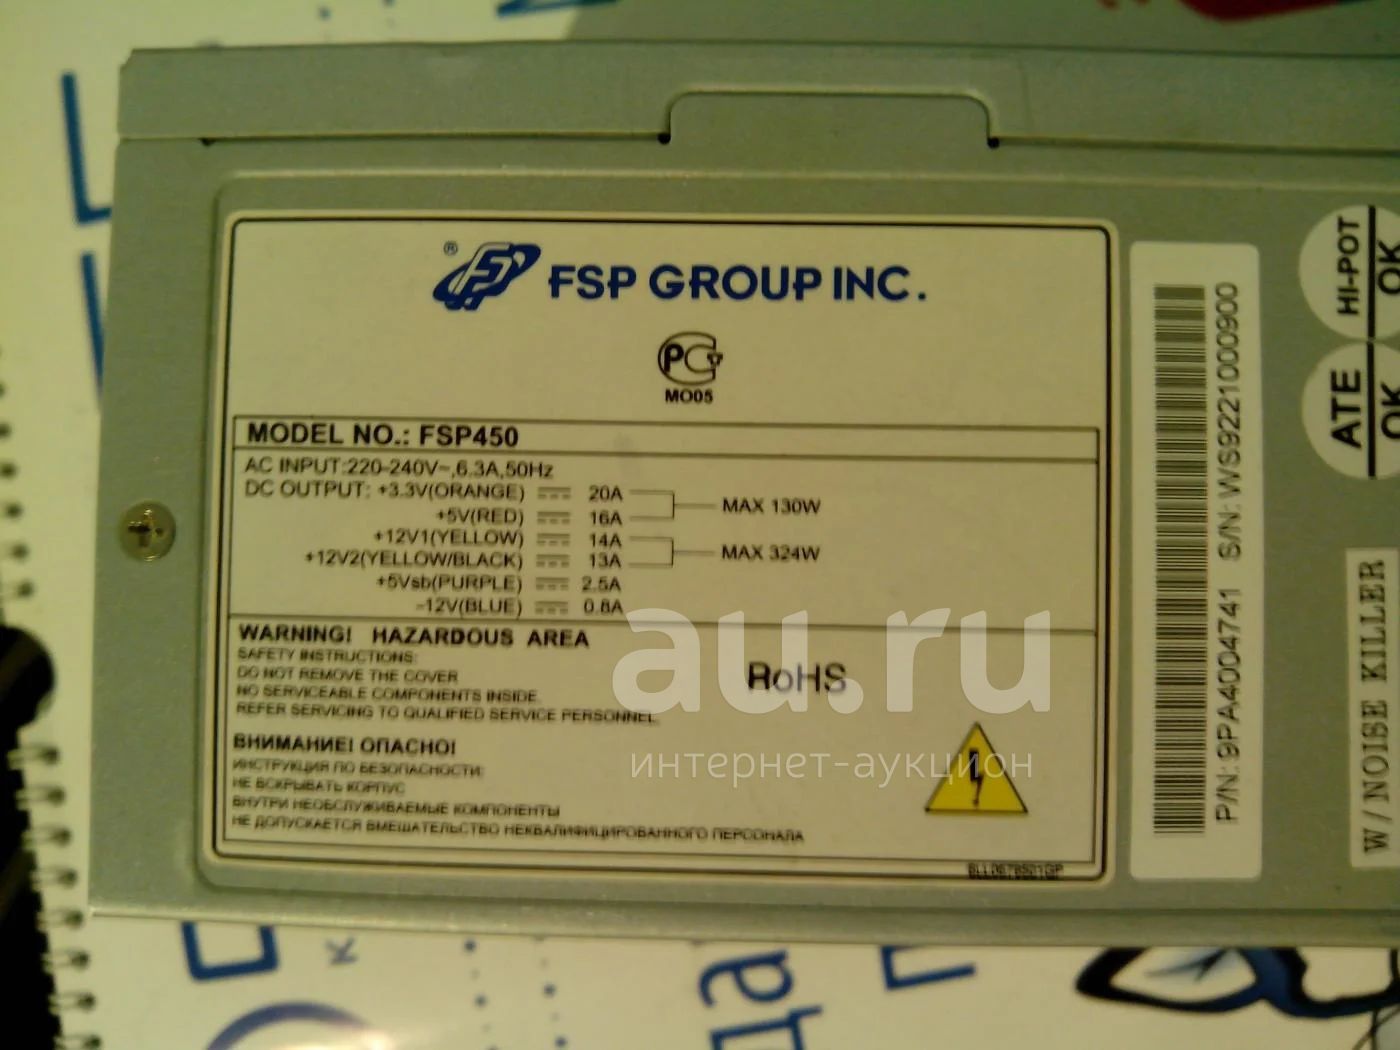 ® FSP GROUP INC.
РС
MO05
MODEL NO.: FSP450
AC INPUT:220-240V~,6.3A,50Hz
DC OUTPUT: +3.3V(ORANGE) 20A MAX 130W
+5V(RED) 16A
+12V1(YELLOW) 14A MAX 324W
+12V2(YELLOW/BLACK) 13A
+5Vsb(PURPLE) 2.5A
-12V(BLUE) 0.8A
WARNING! HAZARDOUS AREA
SAFETY INSTRUCTIONS:
DO NOT REMOVE THE COVER
NO SERVICEABLE COMPONENTS INSIDE.
REFER SERVICING TO QUALIFIED SERVICE PERSONNEL.
RoHS
ВНИМАНИЕ! ОПАСНО!
ИНСТРУКЦИЯ ПО БЕЗОПАСНОСТИ:
НЕ ВСКРЫВАТЬ КОРПУС
ВНУТРИ НЕОБСЛУЖИВАЕМЫЕ КОМПОНЕНТЫ
НЕ ДОПУСКАЕТСЯ ВМЕШАТЕЛЬСТВО НЕКВАЛИФИЦИРОВАННОГО ПЕРСОНАЛА
P/N: 9PA4004741 S/N: WS9221000900
HI-POT OK
ATE OK
W/NOISE KILLER
au.ru
интернет-аукцион